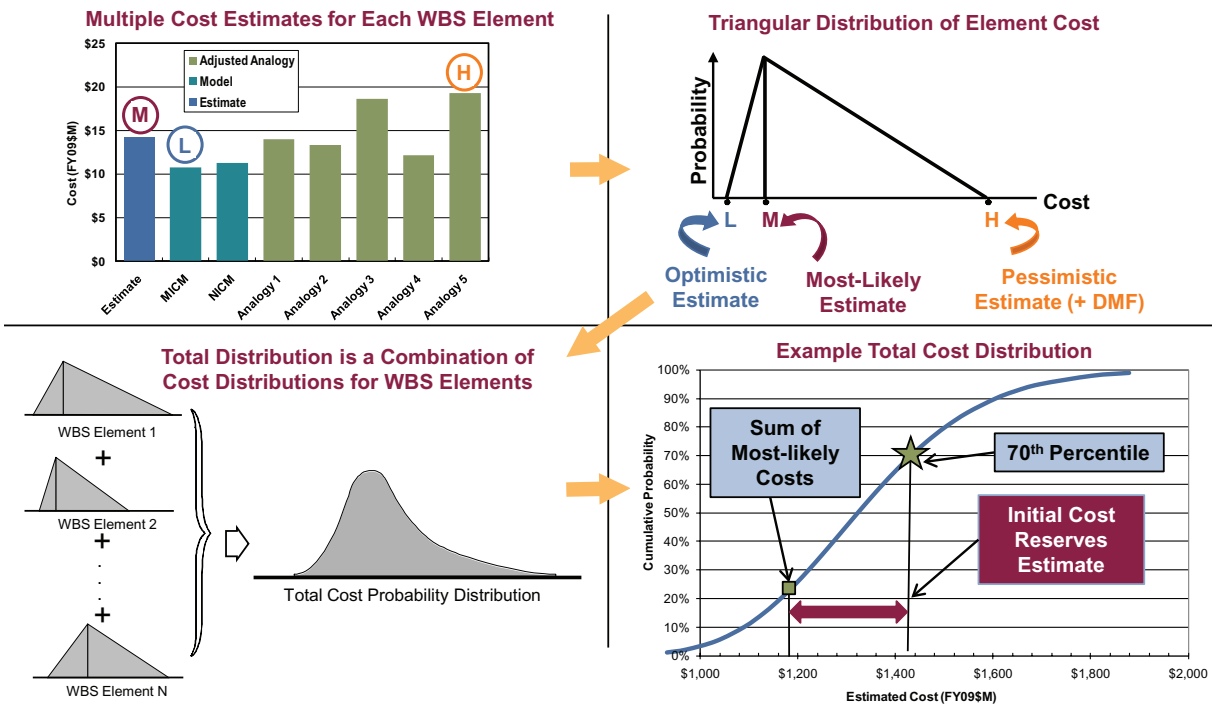 Multiple Cost Estimates for Each WBS Element
$25
$20
$15
$10
$5
$0
Cost (FY09$M)
Adjusted Analogy
Model
Estimate
M
L
H
Estimate
MICM
NICM
Analogy 1
Analogy 2
Analogy 3
Analogy 4
Analogy 5
Triangular Distribution of Element Cost
Probability
Cost
L
M
H
Optimistic
Estimate
Most-Likely
Estimate
Pessimistic
Estimate (+ DMF)
Total Distribution is a Combination of
Cost Distributions for WBS Elements
WBS Element 1
+
WBS Element 2
+
.
.
.
+
WBS Element N
Total Cost Probability Distribution
Example Total Cost Distribution
100%
90%
80%
70%
60%
50%
40%
30%
20%
10%
0%
Cumulative Probability
Sum of
Most-likely
Costs
70th Percentile
Initial Cost
Reserves
Estimate
$1,000
$1,200
$1,400
$1,600
$1,800
$2,000
Estimated Cost (FY09$M)